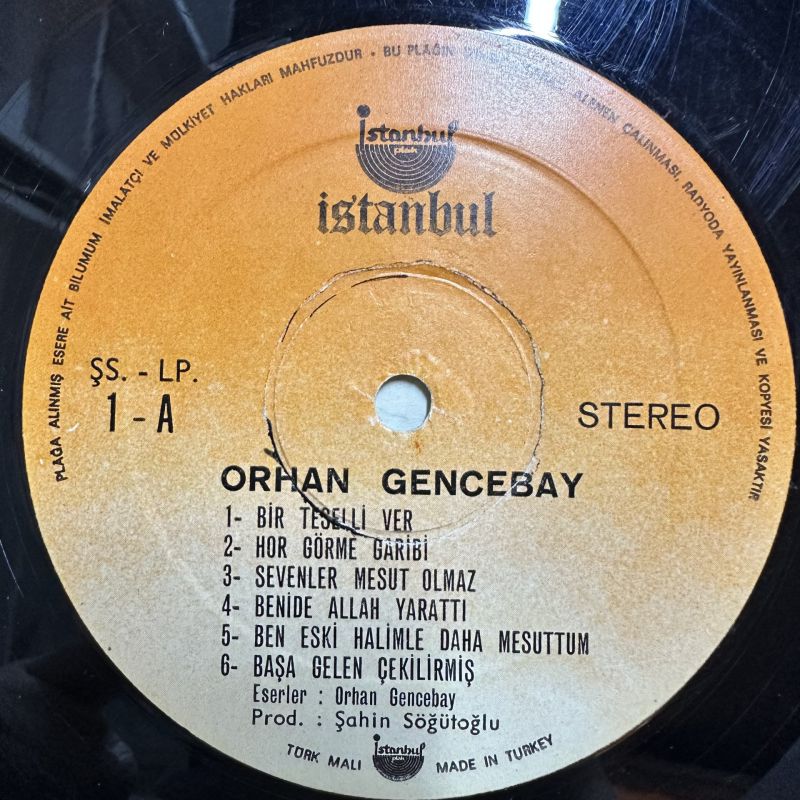 PLAĞA ALINMIŞ ESERE AİT BİLUMUM İMALATÇI VE MÜLKİYET HAKLARI MAHFUZDUR • BU PLAĞIN ALENEN ÇALINMASI, RADYODA YAYINLANMASI VE KOPYESİ YASAKTIR
istanbul
plak
istanbul
ŞS. - LP.
1 - A
STEREO
ORHAN GENCEBAY
1- BİR TESELLİ VER
2- HOR GÖRME GARİBİ
3- SEVENLER MESUT OLMAZ
4- BENİDE ALLAH YARATTI
5- BEN ESKİ HALİMLE DAHA MESUTTUM
6- BAŞA GELEN ÇEKİLİRMİŞ
Eserler : Orhan Gencebay
Prod. : Şahin Söğütoğlu
TÜRK MALI
istanbul
plak
MADE IN TURKEY